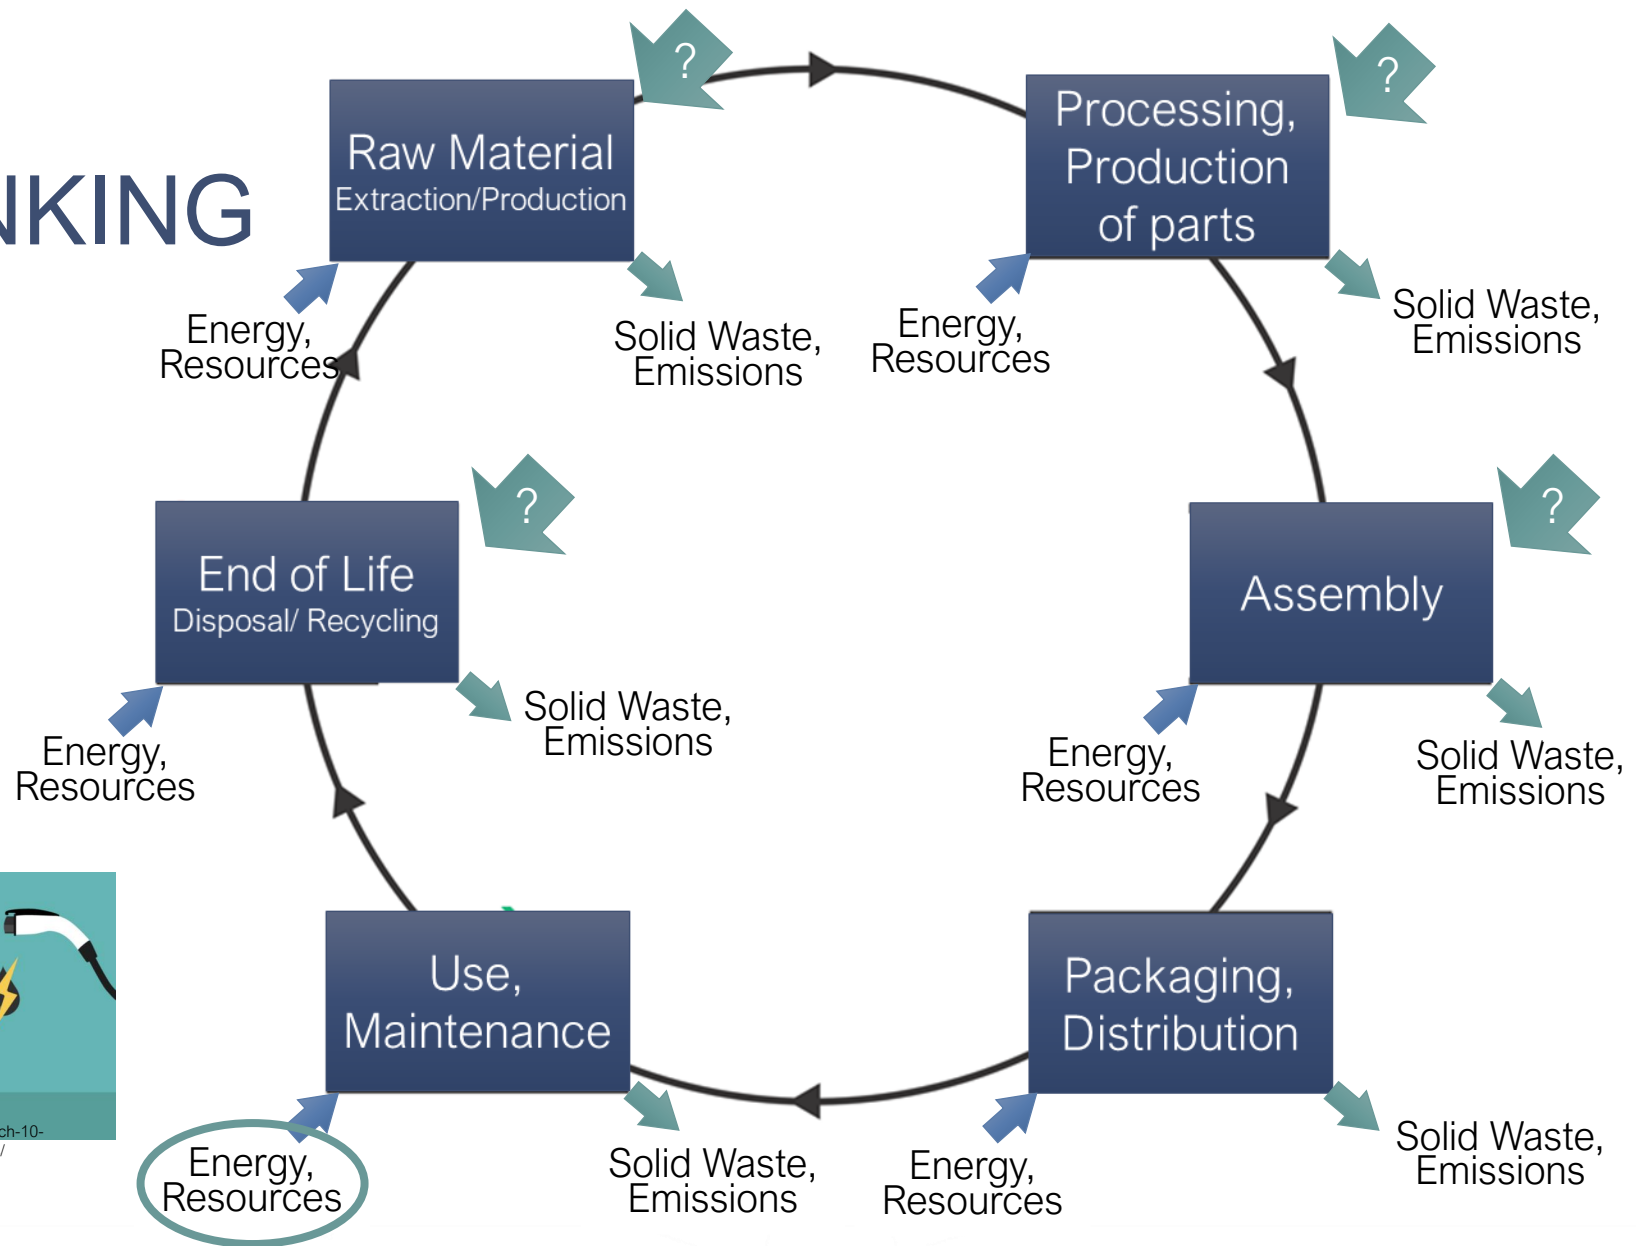 NKING
?
Raw Material
Extraction/Production
Energy,
Resources
Solid Waste,
Emissions
?
Processing,
Production
of parts
Energy,
Resources
Solid Waste,
Emissions
?
End of Life
Disposal/ Recycling
Energy,
Resources
Solid Waste,
Emissions
?
Assembly
Energy,
Resources
Solid Waste,
Emissions
Use,
Maintenance
Energy,
Resources
Solid Waste,
Emissions
Packaging,
Distribution
Energy,
Resources
Solid Waste,
Emissions
ch-10-
/